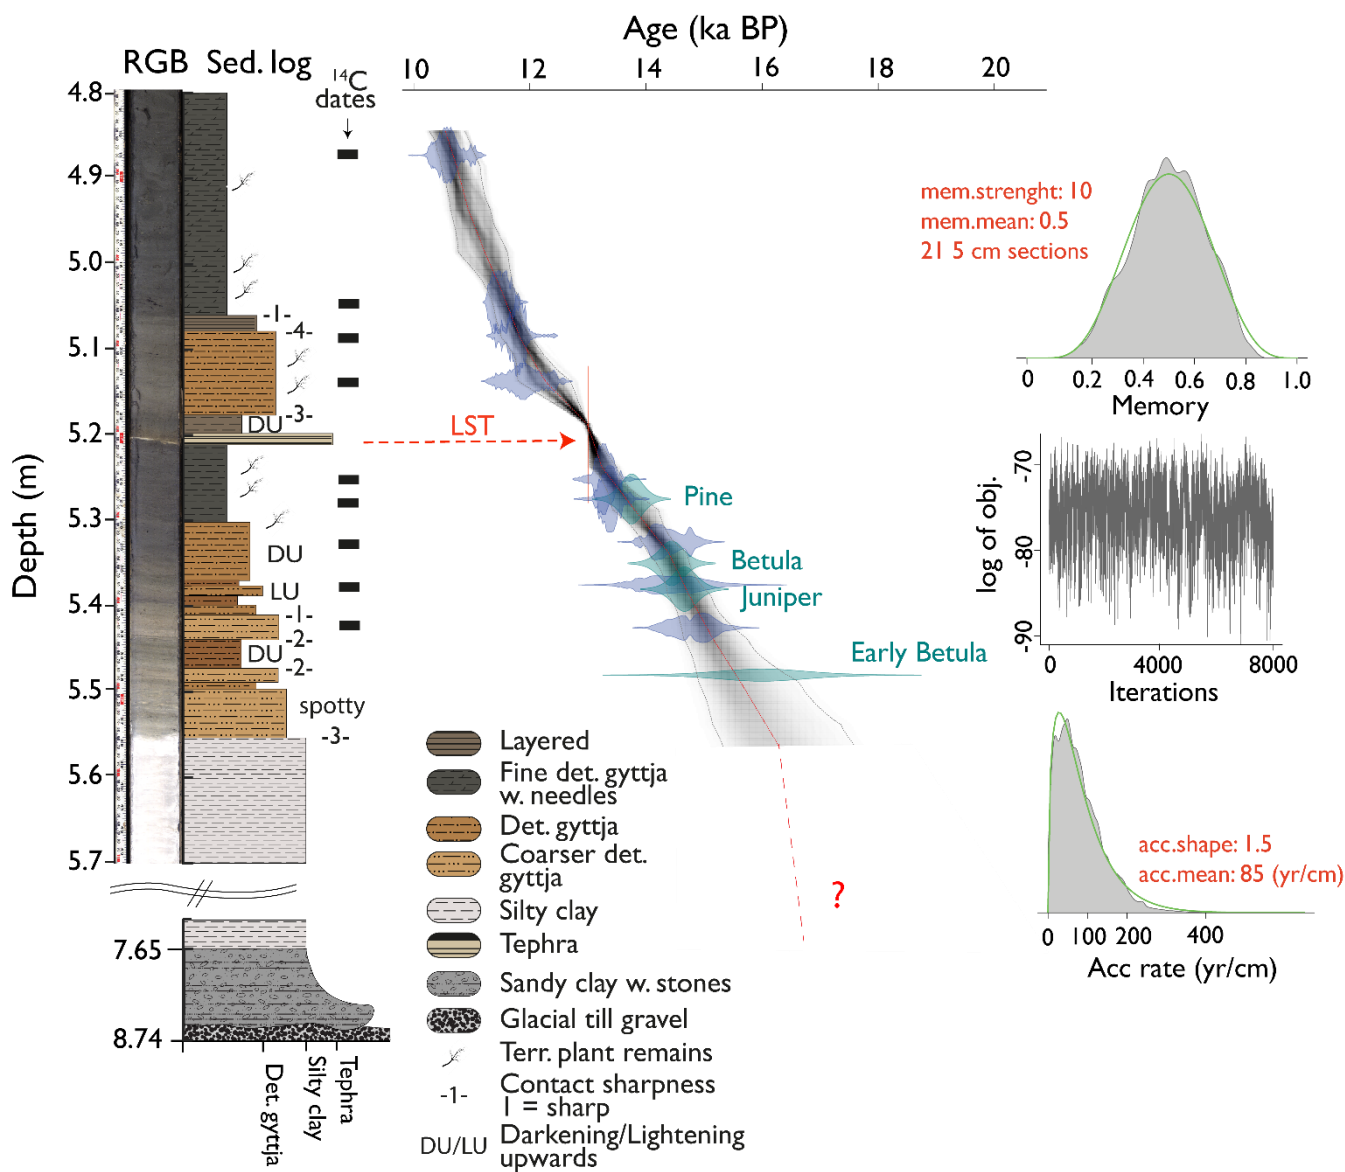 Age (ka BP)
RGB Sed. log
14C
dates
10 12 14 16 18 20
4.8
4.9
5.0
5.1
5.2
5.3
5.4
5.5
5.6
5.7
7.65
8.74
Depth (m)
-1-
-4-
-3-
DU
DU
LU
-1-
-2-
DU
-2-
spotty
-3-
LST
Pine
Betula
Juniper
Early Betula
?
Layered
Fine det. gyttja
w. needles
Det. gyttja
Coarser det.
gyttja
Silty clay
Tephra
Sandy clay w. stones
Glacial till gravel
Terr. plant remains
-1- Contact sharpness
1 = sharp
DU/LU Darkening/Lightening
upwards
Det. gyttja
Silty clay
Tephra
mem.strenght: 10
mem.mean: 0.5
21 5 cm sections
0 0.2 0.4 0.6 0.8 1.0
Memory
log of obj.
-70
-80
-90
0 4000 8000
Iterations
acc.shape: 1.5
acc.mean: 85 (yr/cm)
0 100 200 400
Acc rate (yr/cm)